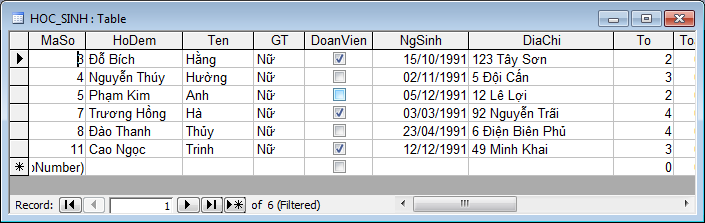 HOC_SINH : Table
MaSo HoDem Ten GT DoanVien NgSinh DiaChi To
3 Đỗ Bích Hằng Nữ 15/10/1991 123 Tây Sơn 2
4 Nguyễn Thúy Hường Nữ 02/11/1991 5 Đội Cấn 3
5 Phạm Kim Anh Nữ 05/12/1991 12 Lê Lợi 2
7 Trương Hồng Hà Nữ 03/03/1991 92 Nguyễn Trãi 4
8 Đào Thanh Thủy Nữ 23/04/1991 6 Điện Biên Phủ 4
11 Cao Ngọc Trinh Nữ 12/12/1991 49 Minh Khai 3
Number) 0
Record: 1 of 6 (Filtered)